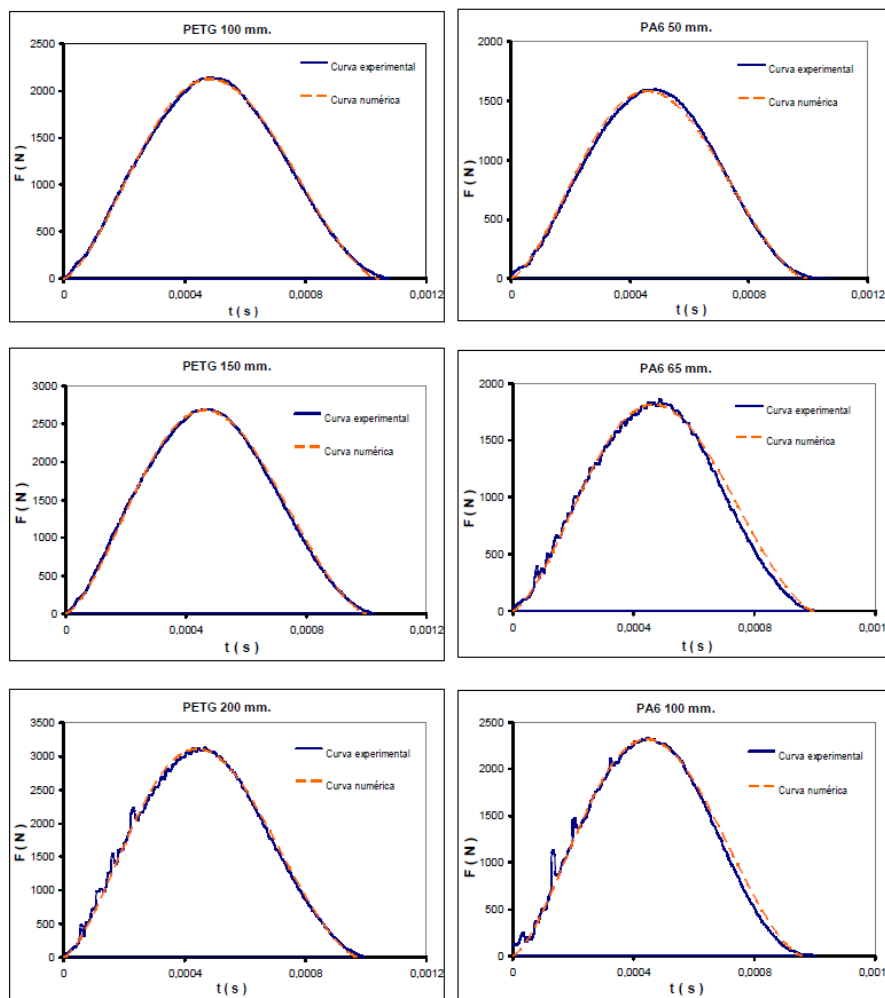 PETG 100 mm.
2500
2000
1500
1000
500
0
F ( N )
Curva experimental
Curva numérica
0
0,0004
0,0008
0,0012
t ( s )
PA6 50 mm.
2000
1500
1000
500
0
F ( N )
Curva experimental
Curva numérica
0
0,0004
0,0008
0,0012
t ( s )
PETG 150 mm.
3000
2500
2000
1500
1000
500
0
F ( N )
Curva experimental
Curva numérica
0
0,0004
0,0008
0,0012
t ( s )
PA6 65 mm.
2000
1500
1000
500
0
F ( N )
Curva experimental
Curva numérica
0
0,0004
0,0008
0,001
t ( s )
PETG 200 mm.
3500
3000
2500
2000
1500
1000
500
0
F ( N )
Curva experimental
Curva numérica
0
0,0004
0,0008
0,0012
t ( s )
PA6 100 mm.
2500
2000
1500
1000
500
0
F ( N )
Curva experimental
Curva numérica
0
0,0004
0,0008
0,001
t ( s )